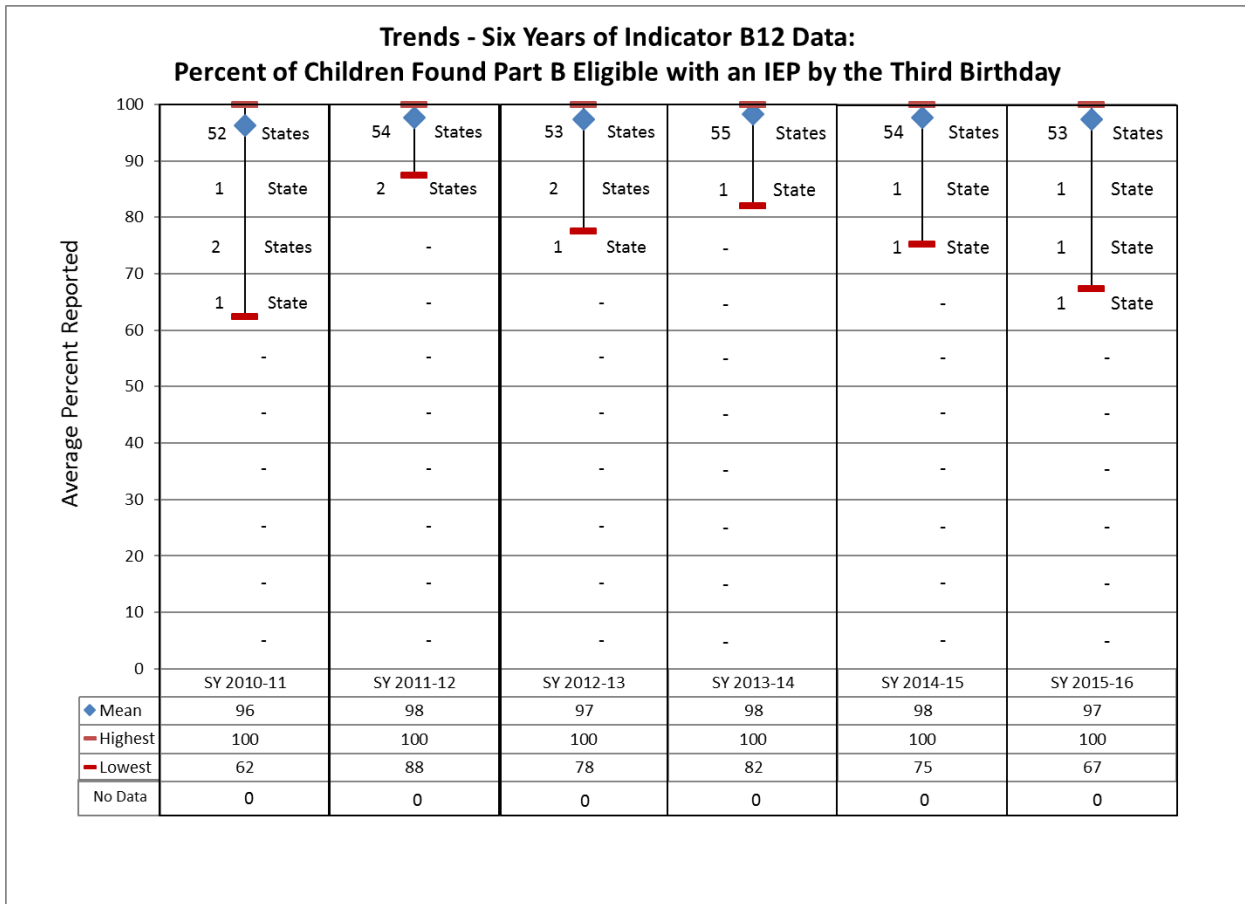 Trends - Six Years of Indicator B12 Data:
Percent of Children Found Part B Eligible with an IEP by the Third Birthday
Average Percent Reported
100
52 States 54 States 53 States 55 States 54 States 53 States
90
1 State 2 States 2 States 1 State 1 State 1 State
80
2 States - 1 State - 1 State 1 State
70
1 State - - - - 1 State
60
- - - - - -
50
- - - - - -
40
- - - - - -
30
- - - - - -
20
- - - - - -
10
- - - - - -
0
SY 2010-11 SY 2011-12 SY 2012-13 SY 2013-14 SY 2014-15 SY 2015-16
Mean 96 98 97 98 98 97
Highest 100 100 100 100 100 100
Lowest 62 88 78 82 75 67
No Data 0 0 0 0 0 0